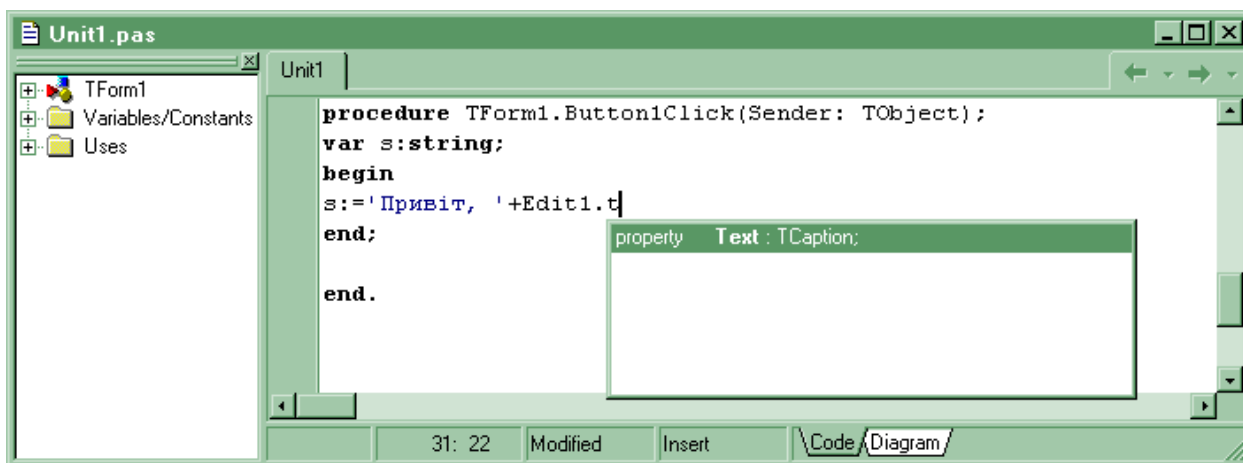 Unit1.pas
TForm1
Variables/Constants
Uses
Unit1
procedure TForm1.Button1Click(Sender: TObject);
var s:string;
begin
s:='Привіт, '+Edit1.t
end;
property Text : TCaption;
end.
31: 22 Modified Insert Code Diagram